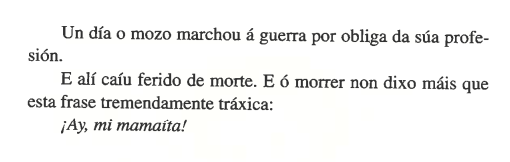 Un día o mozo marchou á guerra por obliga da súa profe-
sión.
E alí caíu ferido de morte. E ó morrer non dixo máis que
esta frase tremendamente tráxica:
¡Ay, mi mamaíta!